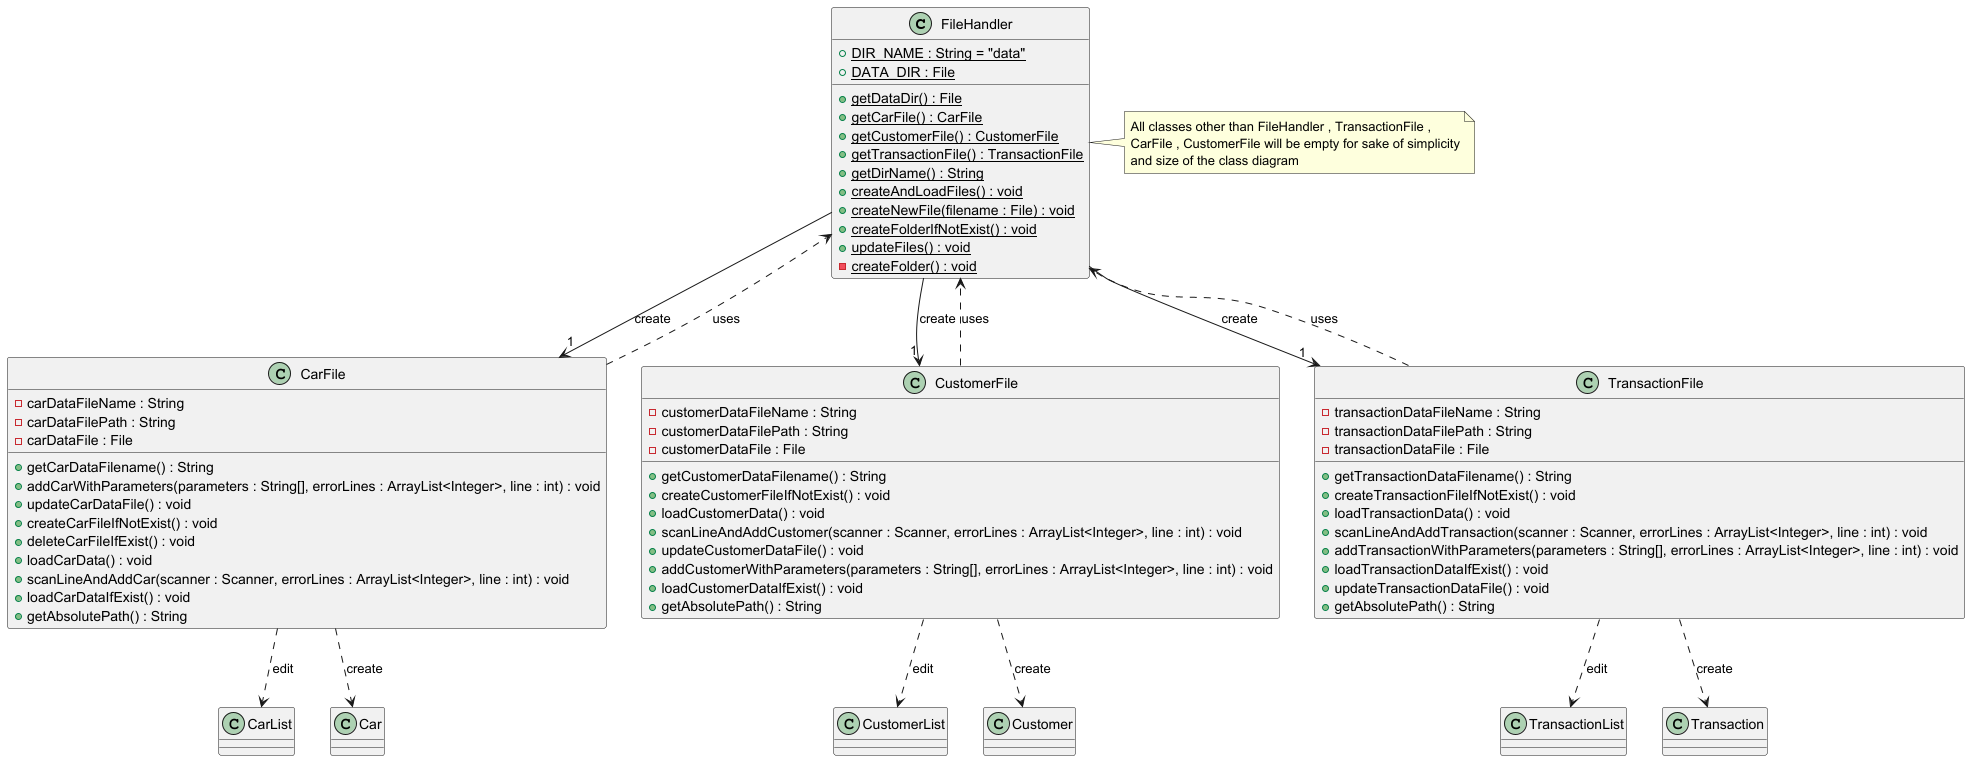 C FileHandler
DIR_NAME : String = "data"
DATA_DIR : File
getDataDir() : File
getCarFile() : CarFile
getCustomerFile() : CustomerFile
getTransactionFile() : TransactionFile
getDirName() : String
createAndLoadFiles() : void
createNewFile(filename : File) : void
createFolderIfNotExist() : void
updateFiles() : void
createFolder() : void
All classes other than FileHandler , TransactionFile ,
CarFile , CustomerFile will be empty for sake of simplicity
and size of the class diagram
create
uses
create
uses
create
uses
1
1
1
C CarFile
carDataFileName : String
carDataFilePath : String
carDataFile : File
getCarDataFilename() : String
addCarWithParameters(parameters : String[], errorLines : ArrayList<Integer>, line : int) : void
updateCarDataFile() : void
createCarFileIfNotExist() : void
deleteCarFileIfExist() : void
loadCarData() : void
scanLineAndAddCar(scanner : Scanner, errorLines : ArrayList<Integer>, line : int) : void
loadCarDataIfExist() : void
getAbsolutePath() : String
C CustomerFile
customerDataFileName : String
customerDataFilePath : String
customerDataFile : File
getCustomerDataFilename() : String
createCustomerFileIfNotExist() : void
loadCustomerData() : void
scanLineAndAddCustomer(scanner : Scanner, errorLines : ArrayList<Integer>, line : int) : void
updateCustomerDataFile() : void
addCustomerWithParameters(parameters : String[], errorLines : ArrayList<Integer>, line : int) : void
loadCustomerDataIfExist() : void
getAbsolutePath() : String
C TransactionFile
transactionDataFileName : String
transactionDataFilePath : String
transactionDataFile : File
getTransactionDataFilename() : String
createTransactionFileIfNotExist() : void
loadTransactionData() : void
scanLineAndAddTransaction(scanner : Scanner, errorLines : ArrayList<Integer>, line : int) : void
addTransactionWithParameters(parameters : String[], errorLines : ArrayList<Integer>, line : int) : void
loadTransactionDataIfExist() : void
updateTransactionDataFile() : void
getAbsolutePath() : String
edit
create
edit
create
edit
create
C CarList
C Car
C CustomerList
C Customer
C TransactionList
C Transaction